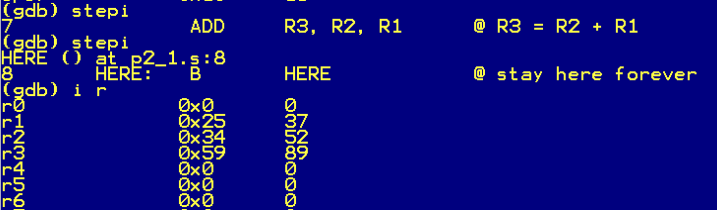 (gdb) stepi
7 ADD R3, R2, R1 @ R3 = R2 + R1
(gdb) stepi
HERE () at p2_1.s:8
8 HERE: B HERE @ stay here forever
(gdb) i r
r0 0x0 0
r1 0x25 37
r2 0x34 52
r3 0x59 89
r4 0x0 0
r5 0x0 0
r6 0x0 0